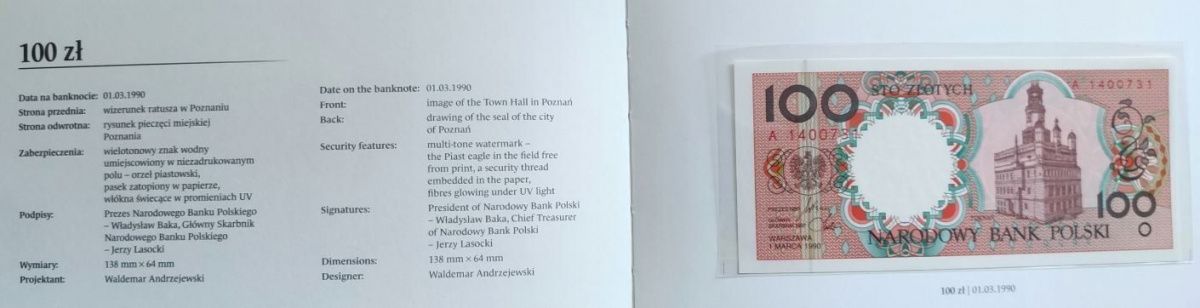 100 zł
Data na banknocie: 01.03.1990
Strona przednia: wizerunek ratusza w Poznaniu
Strona odwrotna: rysunek pieczęci miejskiej
Poznania
Zabezpieczenia: wielotonowy znak wodny
umiejscowiony w niezadrukowanym
polu – orzeł piastowski,
pasek zatopiony w papierze,
włókna świecące w promieniach UV
Podpisy: Prezes Narodowego Banku Polskiego
– Władysław Baka, Główny Skarbnik
Narodowego Banku Polskiego
– Jerzy Lasocki
Wymiary: 138 mm × 64 mm
Projektant: Waldemar Andrzejewski
Date on the banknote: 01.03.1990
Front: image of the Town Hall in Poznań
Back: drawing of the seal of the city
of Poznań
Security features: multi-tone watermark –
the Piast eagle in the field free
from print, a security thread
embedded in the paper,
fibres glowing under UV light
Signatures: President of Narodowy Bank Polski
– Władysław Baka, Chief Treasurer
of Narodowy Bank Polski
– Jerzy Lasocki
Dimensions: 138 mm × 64 mm
Designer: Waldemar Andrzejewski
100
STO ZŁOTYCH
A 1400731
A 1400731
PREZES NBP
GŁÓWNY
SKARBNIK NBP
WARSZAWA
1 MARCA 1990
POZNAŃ
100
NARODOWY BANK POLSKI
100 zł | 01.03.1990